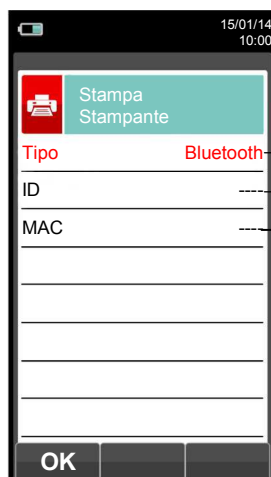 15/01/14
10:00
Stampa
Stampante
Tipo Bluetooth
ID ----
MAC ----
OK